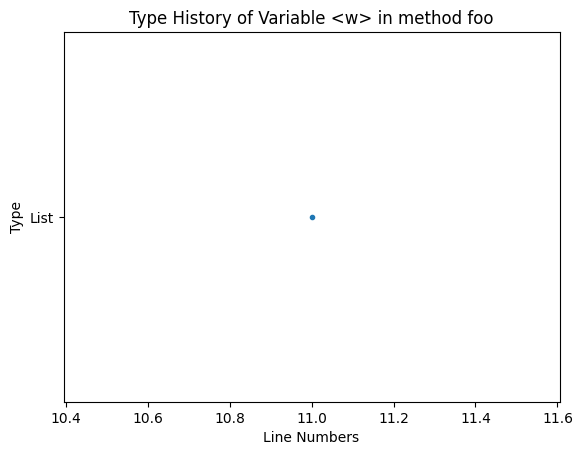 Type History of Variable <w> in method foo
Type
List
10.4 10.6 10.8 11.0 11.2 11.4 11.6
Line Numbers